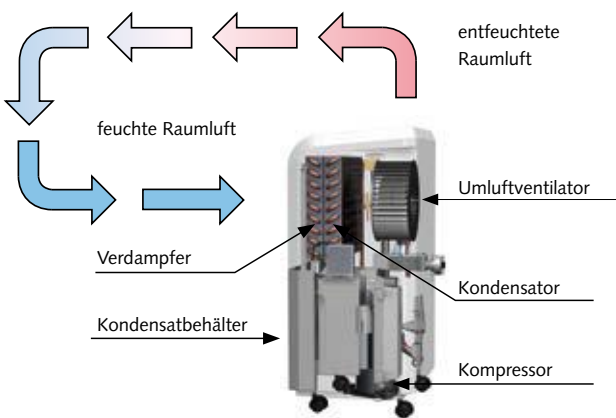 entfeuchtete
Raumluft
feuchte Raumluft
Umluftventilator
Verdampfer
Kondensator
Kondensatbehälter
Kompressor